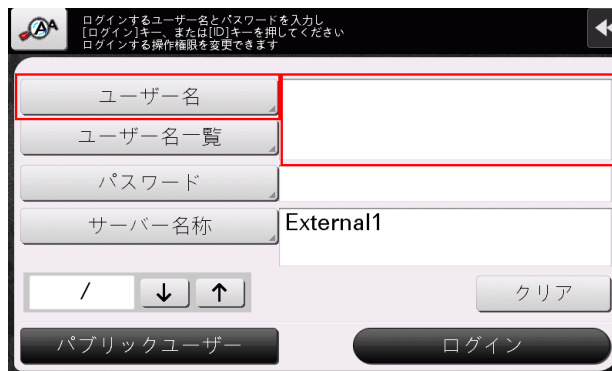 ログインするユーザー名とパスワードを入力し
[ログイン]キー、または[ID]キーを押してください
ログインする操作権限を変更できます
ユーザー名
ユーザー名一覧
パスワード
サーバー名称
External1
/
↓
↑
クリア
パブリックユーザー
ログイン